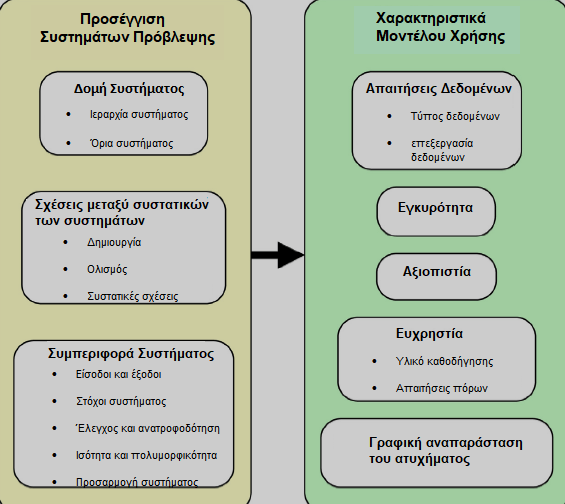 Προσέγγιση
Συστημάτων Πρόβλεψης
Δομή Συστήματος
• Ιεραρχία συστήματος
• Όρια συστήματος
Σχέσεις μεταξύ συστατικών
των συστημάτων
• Δημιουργία
• Ολισμός
• Συστατικές σχέσεις
Συμπεριφορά Συστήματος
• Είσοδοι και έξοδοι
• Στόχοι συστήματος
• Έλεγχος και ανατροφοδότηση
• Ισότητα και πολυμορφικότητα
• Προσαρμογή συστήματος
Χαρακτηριστικά
Μοντέλου Χρήσης
Απαιτήσεις Δεδομένων
• Τύπος δεδομένων
• επεξεργασία
δεδομένων
Εγκυρότητα
Αξιοπιστία
Ευχρηστία
• Υλικό καθοδήγησης
• Απαιτήσεις πόρων
Γραφική αναπαράσταση
του ατυχήματος